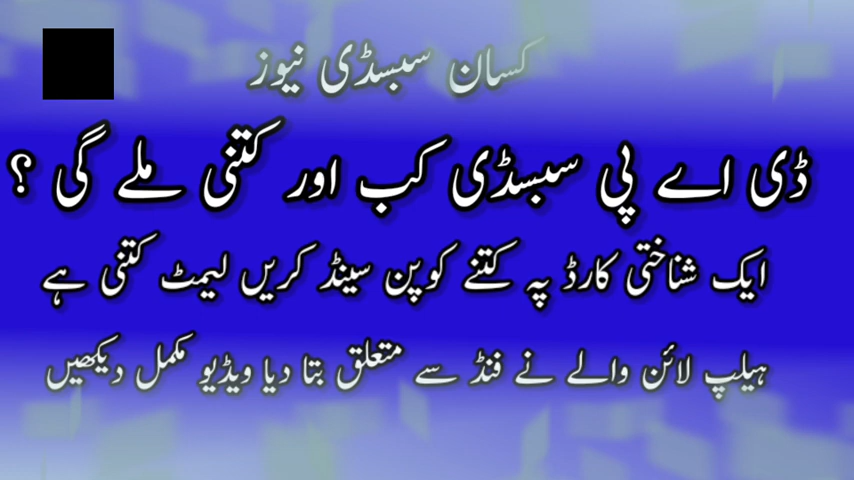 کسان سبسڈی نیوز
ڈی اے پی سبسڈی کب اور کتنی ملے گی ؟
ایک شناختی کارڈ پہ کتنے کوپن سینڈ کریں لیمٹ کتنی ہے
ہیلپ لائن والے نے فنڈ سے متعلق بتا دیا ویڈیو مکمل دیکھیں